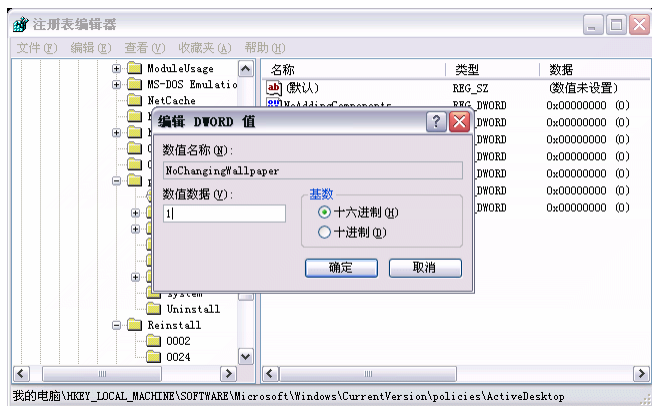 注册表编辑器
文件(F) 编辑(E) 查看(V) 收藏夹(A) 帮助(H)
ModuleUsage
MS-DOS Emulatio
NetCache
system
Uninstall
Reinstall
0002
0024
名称 类型 数据
(默认) REG_SZ (数值未设置)
NoAddingComponents REG_DWORD 0x00000000 (0)
DWORD 0x00000000 (0)
DWORD 0x00000000 (0)
DWORD 0x00000000 (0)
DWORD 0x00000000 (0)
DWORD 0x00000000 (0)
DWORD 0x00000000 (0)
编辑 DWORD 值
数值名称(N):
NoChangingWallpaper
数值数据(V):
1
基数
十六进制(H)
十进制(D)
确定 取消
我的电脑\HKEY_LOCAL_MACHINE\SOFTWARE\Microsoft\Windows\CurrentVersion\policies\ActiveDesktop